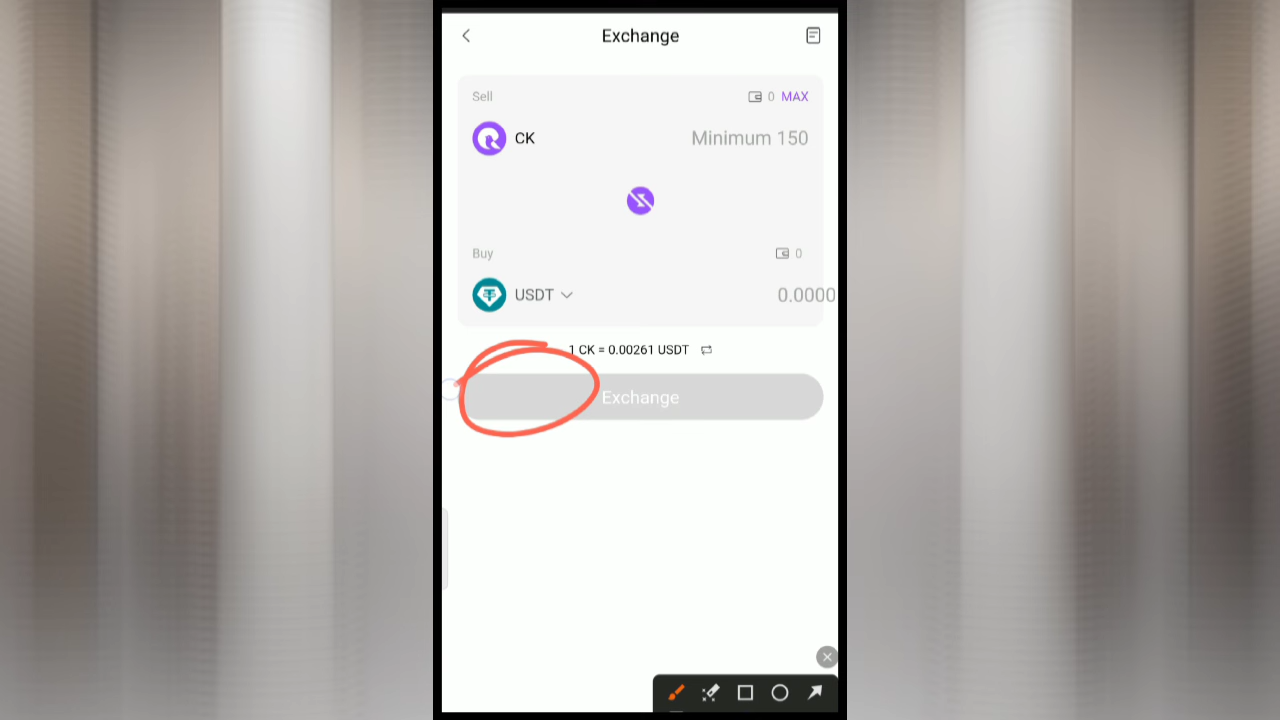 Exchange
Sell 0 MAX
CK Minimum 150
Buy 0
USDT 0.0000
1 CK = 0.00261 USDT
Exchange